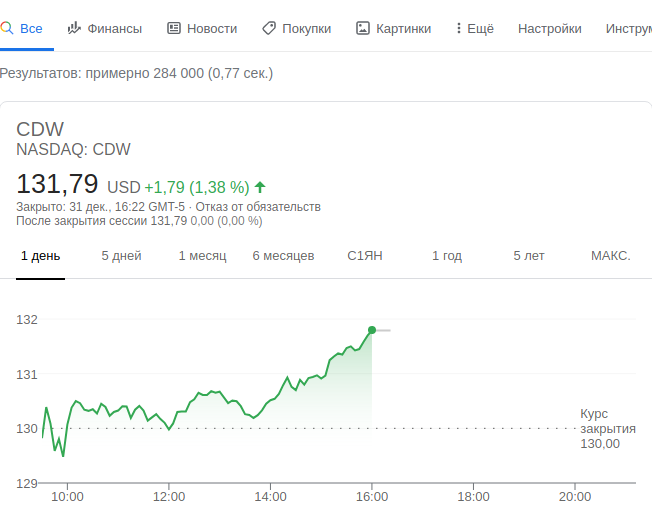 Все Финансы Новости Покупки Картинки Ещё Настройки Инструм
Результатов: примерно 284 000 (0,77 сек.)
CDW
NASDAQ: CDW
131,79 USD +1,79 (1,38 %)
Закрыто: 31 дек., 16:22 GMT-5 · Отказ от обязательств
После закрытия сессии 131,79 0,00 (0,00 %)
1 день 5 дней 1 месяц 6 месяцев С1ЯН 1 год 5 лет МАКС.
132
131
130
129
Курс
закрытия
130,00
10:00 12:00 14:00 16:00 18:00 20:00